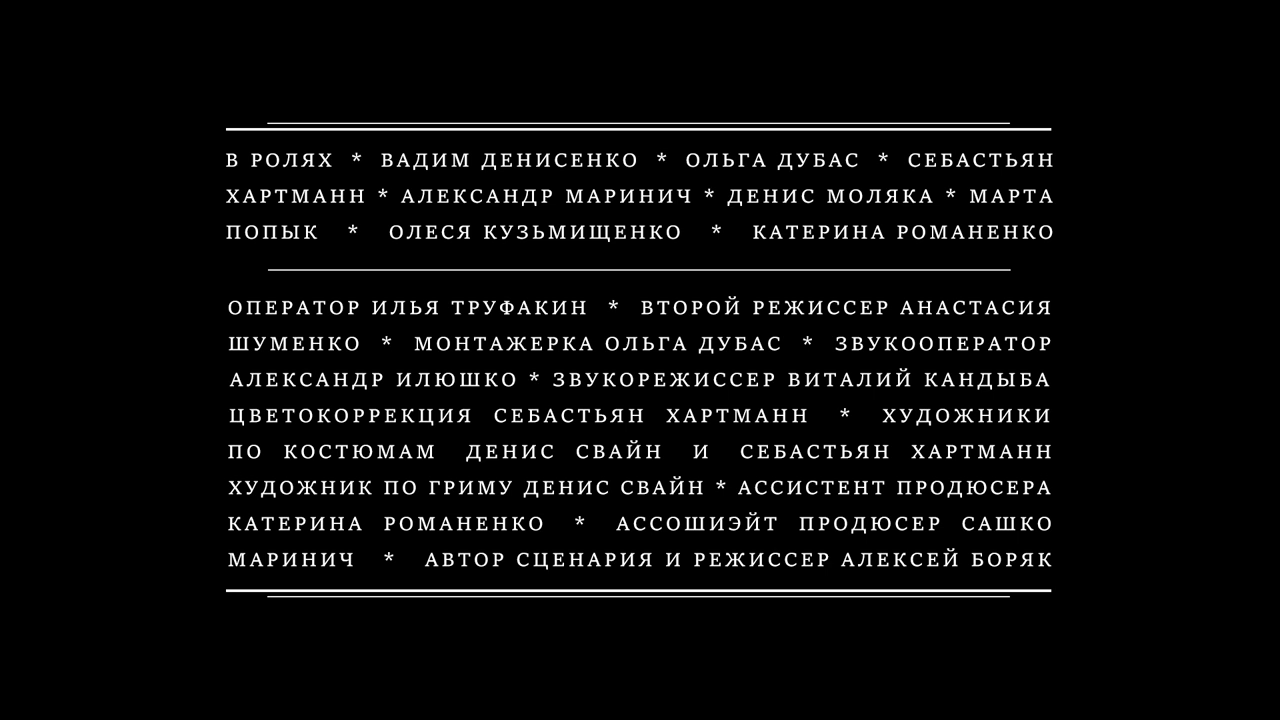 В РОЛЯХ * ВАДИМ ДЕНИСЕНКО * ОЛЬГА ДУБАС * СЕБАСТЬЯН
ХАРТМАНН * АЛЕКСАНДР МАРИНИЧ * ДЕНИС МОЛЯКА * МАРТА
ПОПЫК * ОЛЕСЯ КУЗЬМИЩЕНКО * КАТЕРИНА РОМАНЕНКО
ОПЕРАТОР ИЛЬЯ ТРУФАКИН * ВТОРОЙ РЕЖИССЕР АНАСТАСИЯ
ШУМЕНКО * МОНТАЖЕРКА ОЛЬГА ДУБАС * ЗВУКООПЕРАТОР
АЛЕКСАНДР ИЛЮШКО * ЗВУКОРЕЖИССЕР ВИТАЛИЙ КАНДЫБА
ЦВЕТОКОРРЕКЦИЯ СЕБАСТЬЯН ХАРТМАНН * ХУДОЖНИКИ
ПО КОСТЮМАМ ДЕНИС СВАЙН И СЕБАСТЬЯН ХАРТМАНН
ХУДОЖНИК ПО ГРИМУ ДЕНИС СВАЙН * АССИСТЕНТ ПРОДЮСЕРА
КАТЕРИНА РОМАНЕНКО * АССОШИЭЙТ ПРОДЮСЕР САШКО
МАРИНИЧ * АВТОР СЦЕНАРИЯ И РЕЖИССЕР АЛЕКСЕЙ БОРЯК